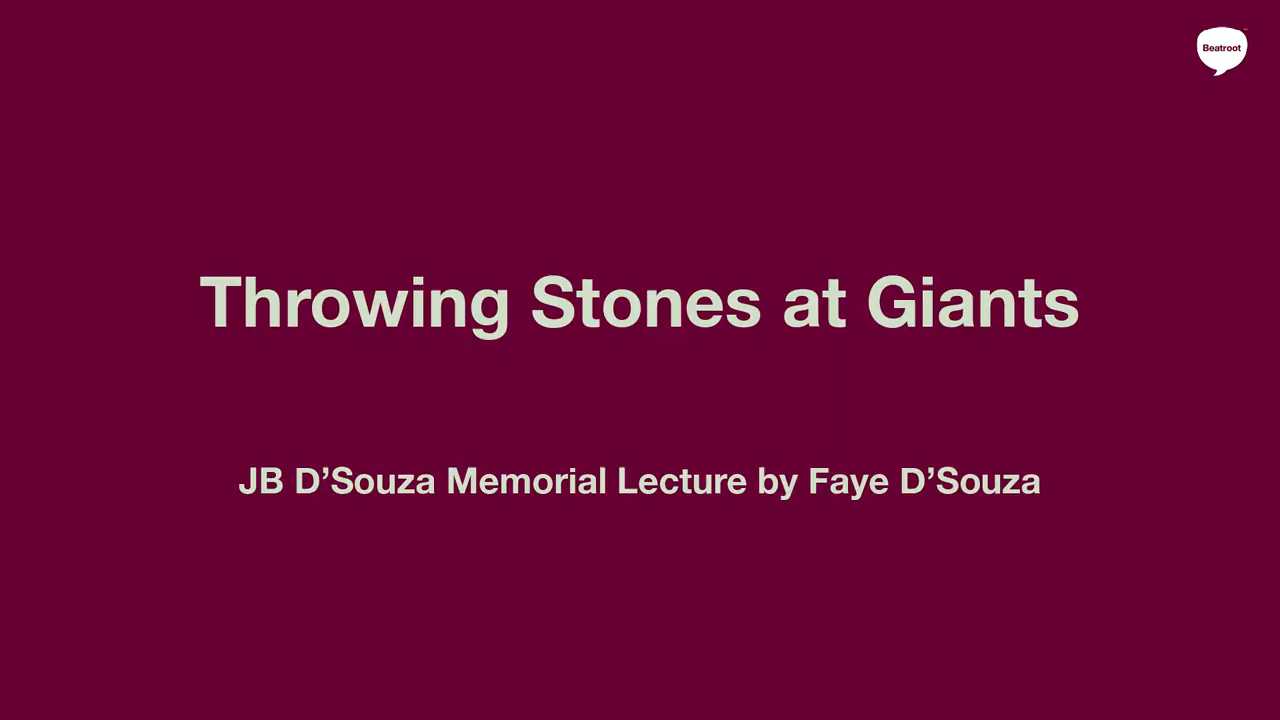 Beatroot
Throwing Stones at Giants
JB D’Souza Memorial Lecture by Faye D’Souza